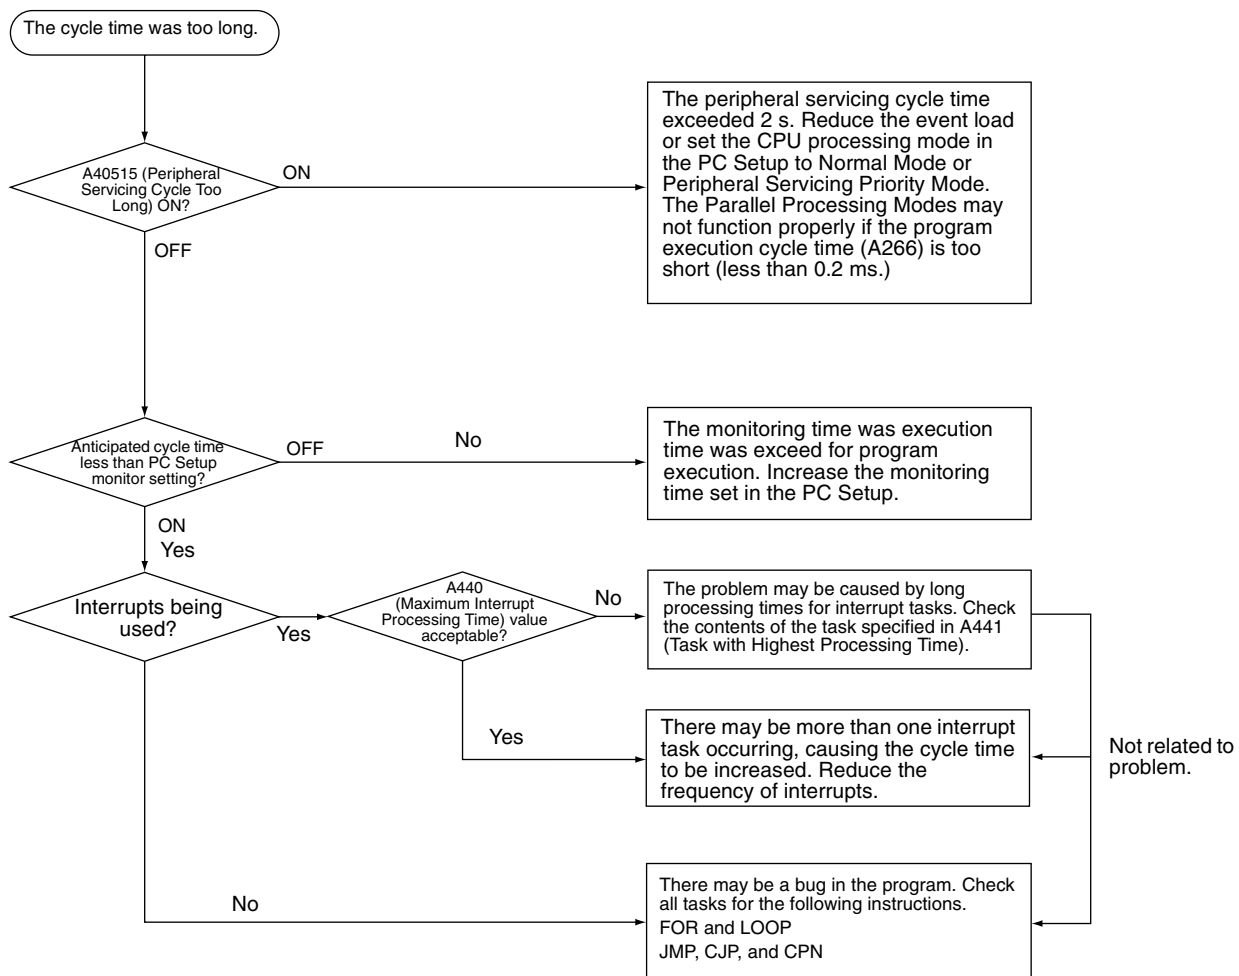 The cycle time was too long.
A40515 (Peripheral
Servicing Cycle Too
Long) ON?
ON
OFF
The peripheral servicing cycle time
exceeded 2 s. Reduce the event load
or set the CPU processing mode in
the PC Setup to Normal Mode or
Peripheral Servicing Priority Mode.
The Parallel Processing Modes may
not function properly if the program
execution cycle time (A266) is too
short (less than 0.2 ms.)
Anticipated cycle time
less than PC Setup
monitor setting?
OFF
No
ON
Yes
The monitoring time was execution
time was exceed for program
execution. Increase the monitoring
time set in the PC Setup.
Interrupts being
used?
Yes
No
A440
(Maximum Interrupt
Processing Time) value
acceptable?
No
Yes
The problem may be caused by long
processing times for interrupt tasks. Check
the contents of the task specified in A441
(Task with Highest Processing Time).
There may be more than one interrupt
task occurring, causing the cycle time
to be increased. Reduce the
frequency of interrupts.
Not related to
problem.
There may be a bug in the program. Check
all tasks for the following instructions.
FOR and LOOP
JMP, CJP, and CPN